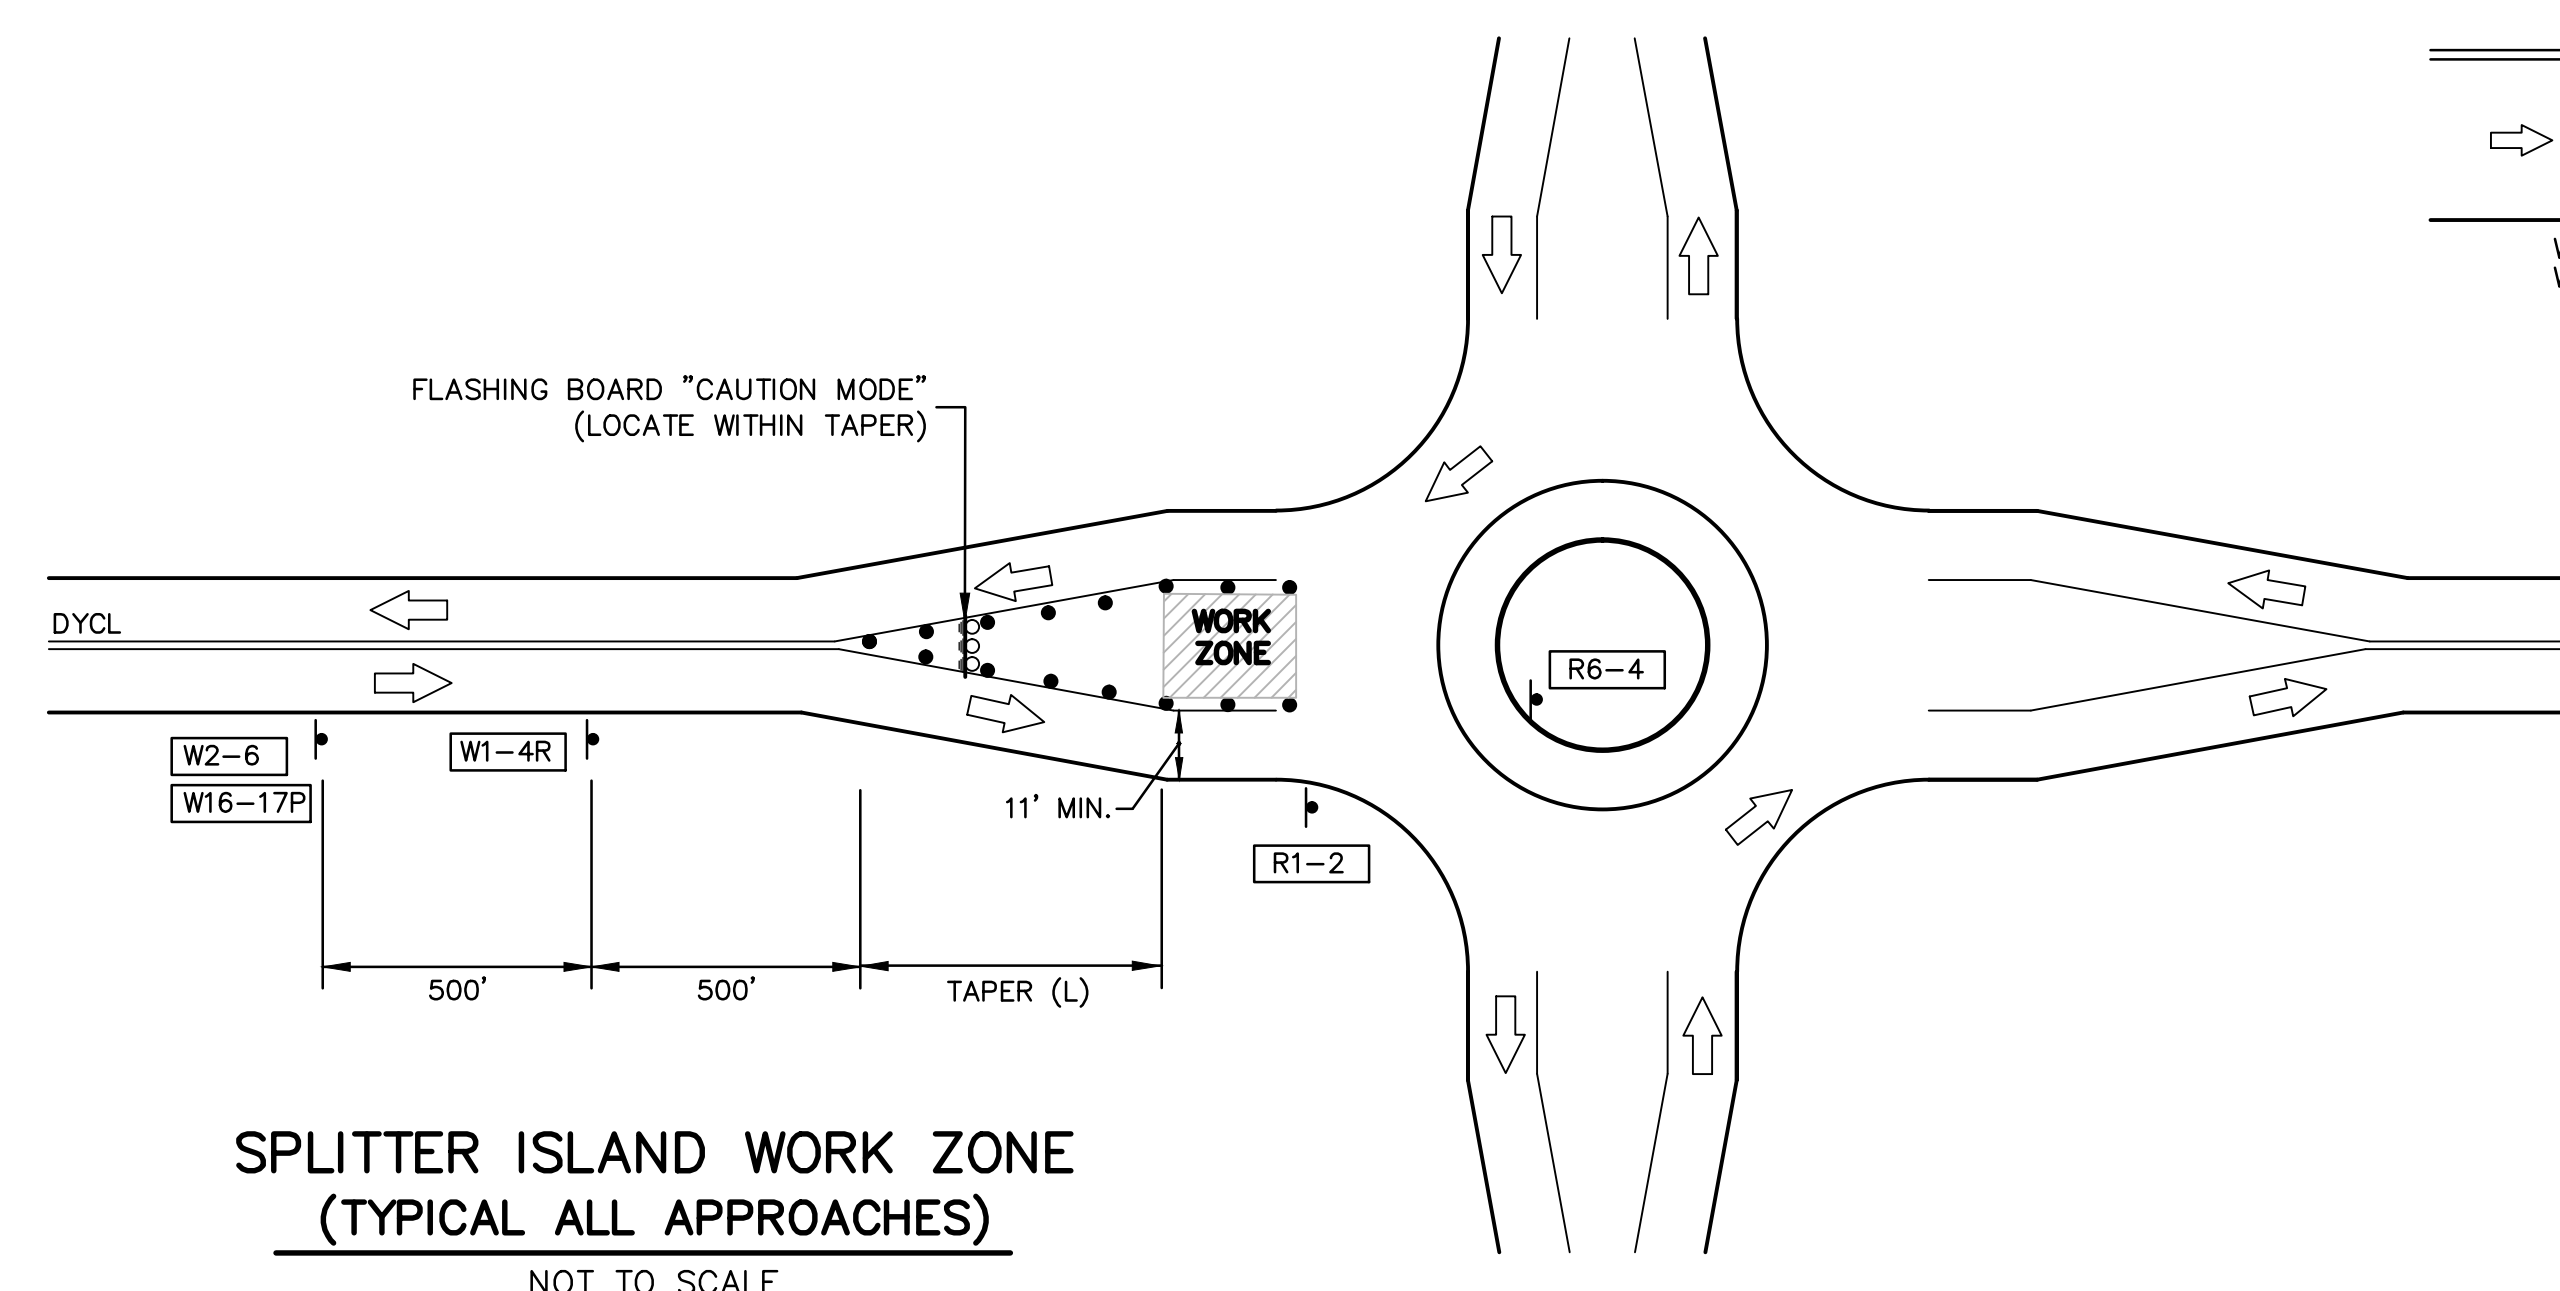 FLASHING BOARD "CAUTION MODE"
(LOCATE WITHIN TAPER)
DYCL
WORK
ZONE
R6-4
W2-6
W16-17P
W1-4R
11' MIN.
R1-2
500'
500'
TAPER (L)
SPLITTER ISLAND WORK ZONE
(TYPICAL ALL APPROACHES)
NOT TO SCALE